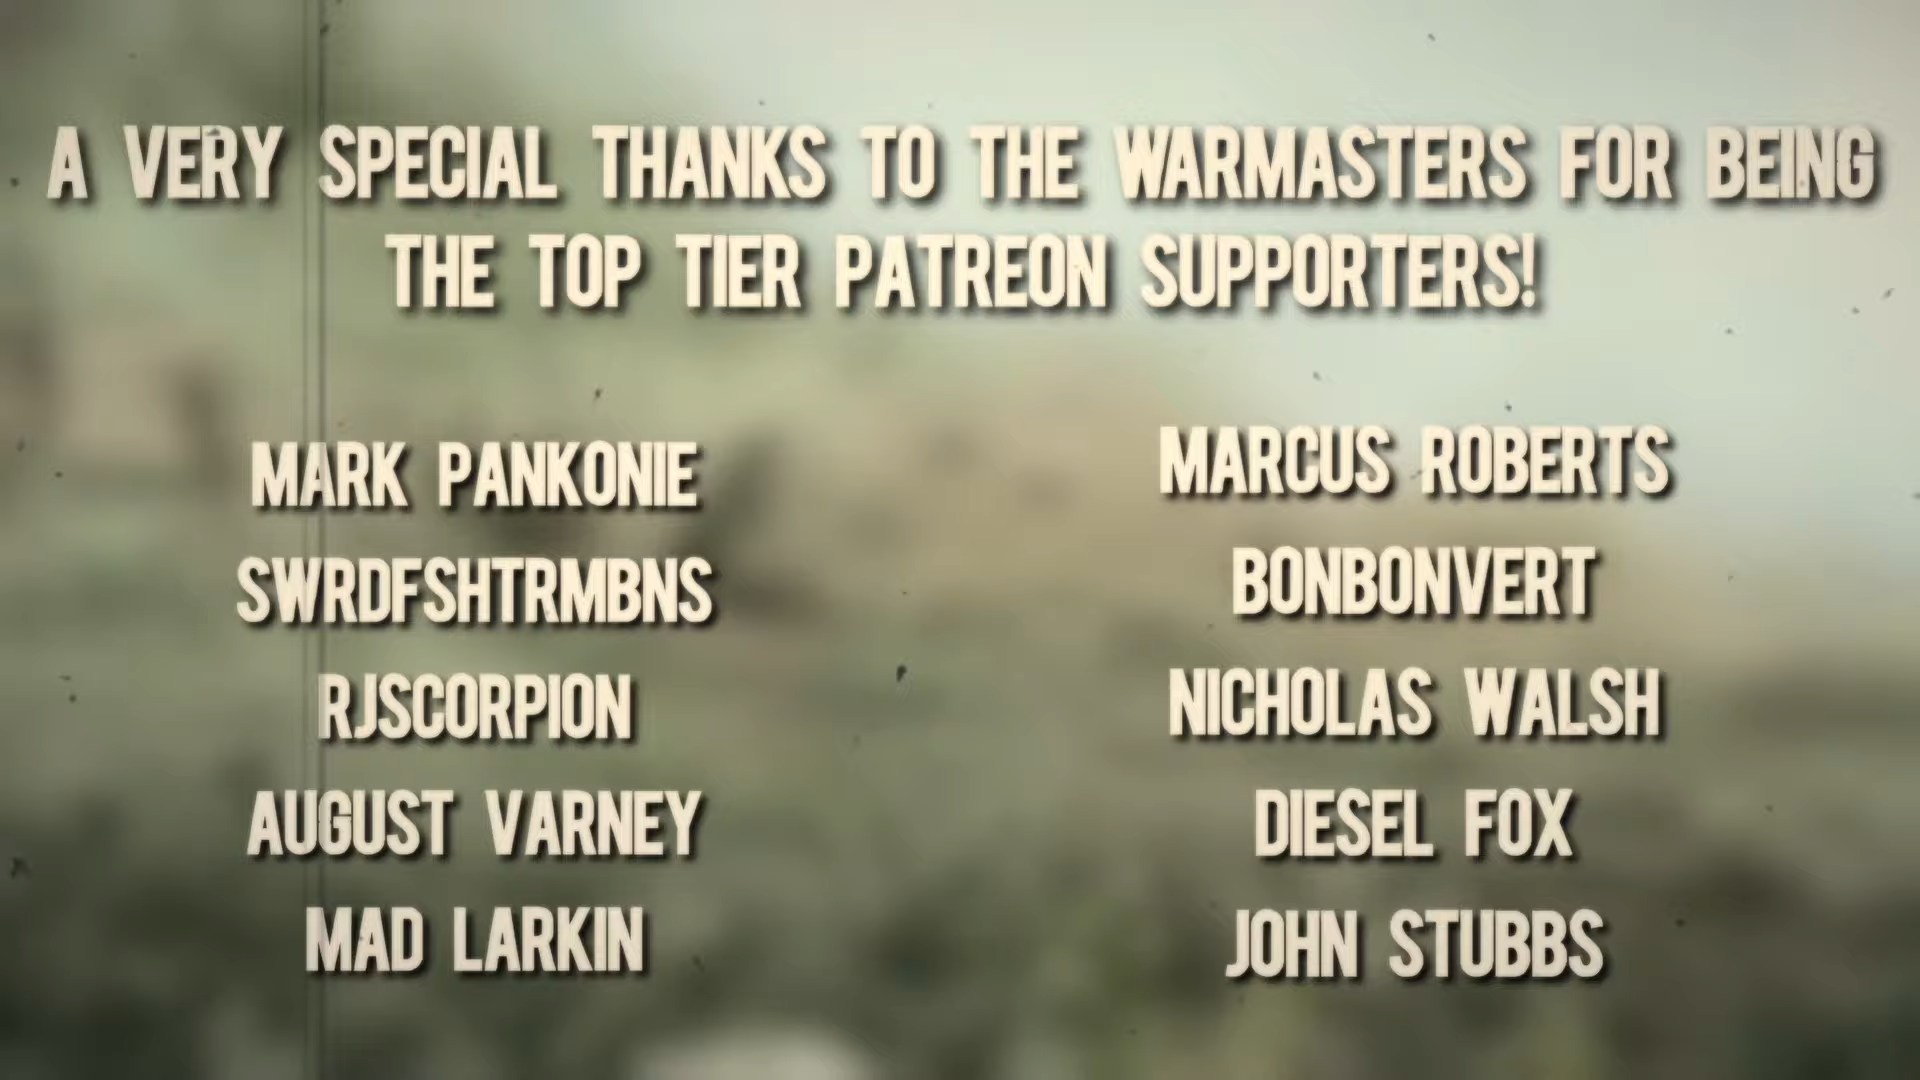 A VERY SPECIAL THANKS TO THE WARMASTERS FOR BEING
THE TOP TIER PATREON SUPPORTERS!
MARK PANKONIE
SWRDFSHTRMBNS
RJSCORPION
AUGUST VARNEY
MAD LARKIN
MARCUS ROBERTS
BONBONVERT
NICHOLAS WALSH
DIESEL FOX
JOHN STUBBS